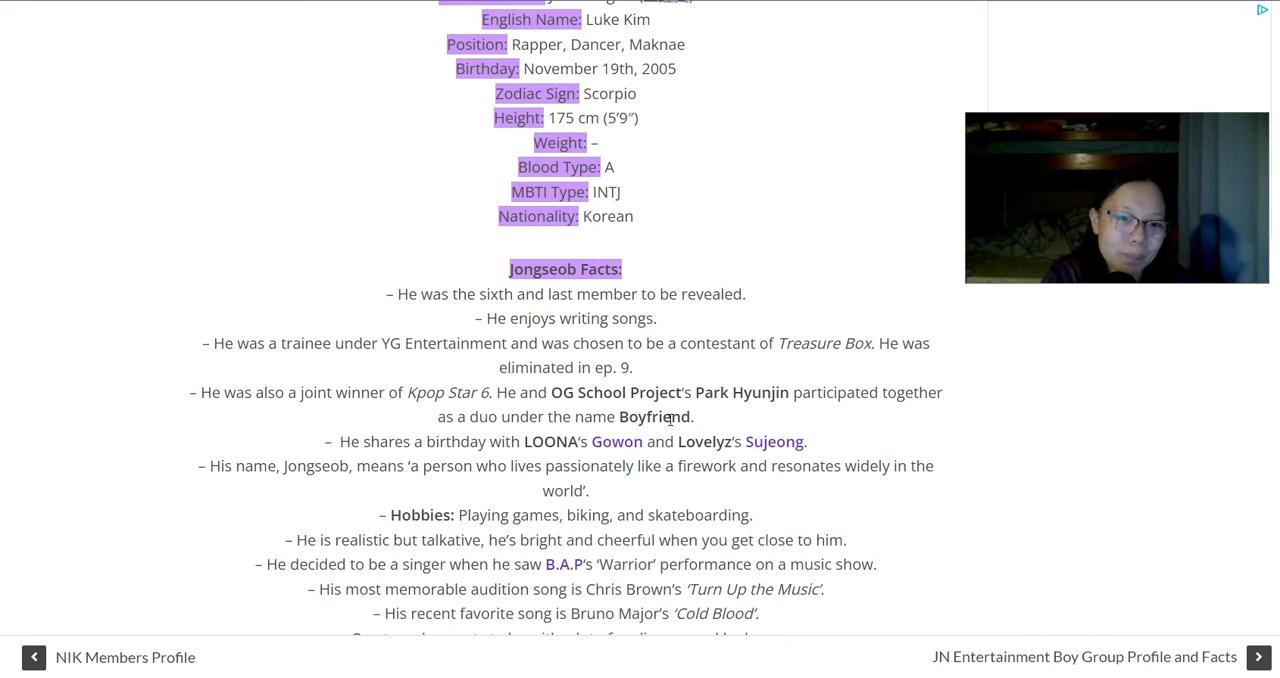 English Name: Luke Kim
Position: Rapper, Dancer, Maknae
Birthday: November 19th, 2005
Zodiac Sign: Scorpio
Height: 175 cm (5’9″)
Weight: –
Blood Type: A
MBTI Type: INTJ
Nationality: Korean
Jongseob Facts:
– He was the sixth and last member to be revealed.
– He enjoys writing songs.
– He was a trainee under YG Entertainment and was chosen to be a contestant of Treasure Box. He was
eliminated in ep. 9.
– He was also a joint winner of Kpop Star 6. He and OG School Project‘s Park Hyunjin participated together
as a duo under the name Boyfriend.
– He shares a birthday with LOONA‘s Gowon and Lovelyz‘s Sujeong.
– His name, Jongseob, means ‘a person who lives passionately like a firework and resonates widely in the
world’.
– Hobbies: Playing games, biking, and skateboarding.
– He is realistic but talkative, he’s bright and cheerful when you get close to him.
– He decided to be a singer when he saw B.A.P‘s ‘Warrior’ performance on a music show.
– His most memorable audition song is Chris Brown’s ‘Turn Up the Music’.
– His recent favorite song is Bruno Major’s ‘Cold Blood’.
NIK Members Profile
JN Entertainment Boy Group Profile and Facts